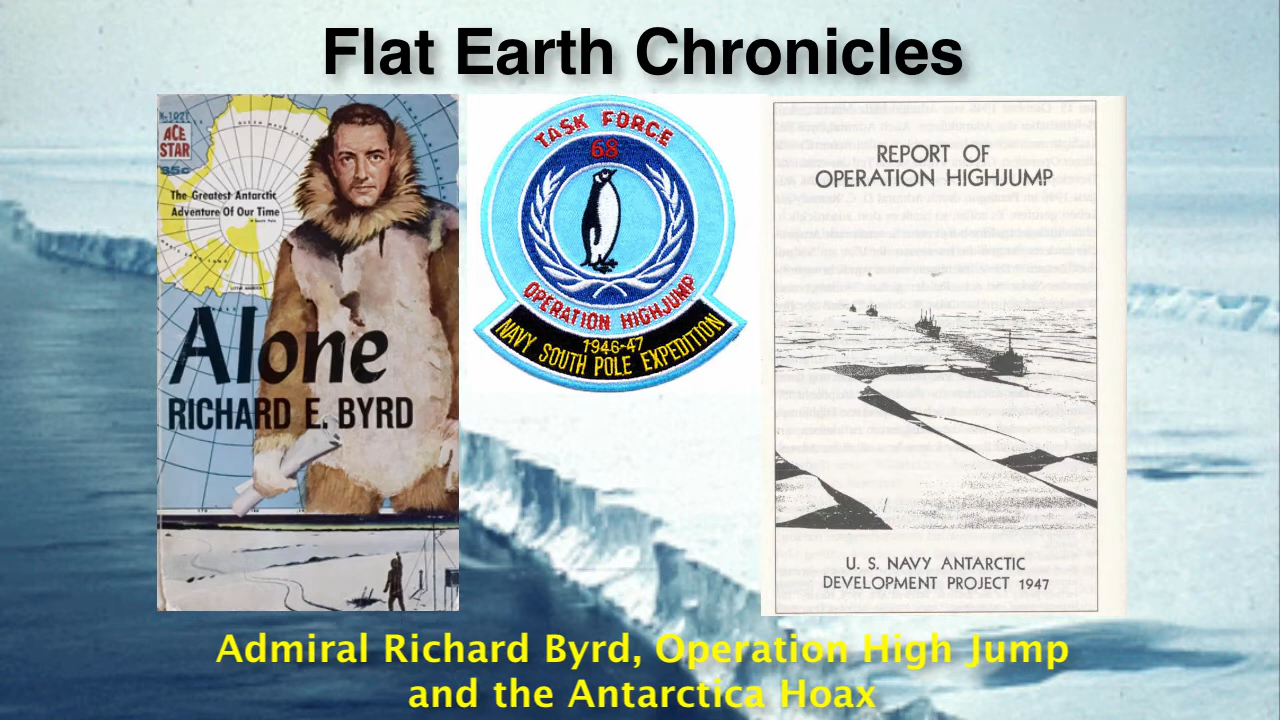 Flat Earth Chronicles
ACE
STAR
35c
The Greatest Antarctic
Adventure Of Our Time
Alone
RICHARD E. BYRD
TASK FORCE
68
OPERATION HIGHJUMP
1946-47
NAVY SOUTH POLE EXPEDITION
REPORT OF
OPERATION HIGHJUMP
U. S. NAVY ANTARCTIC
DEVELOPMENT PROJECT 1947
Admiral Richard Byrd, Operation High Jump
and the Antarctica Hoax